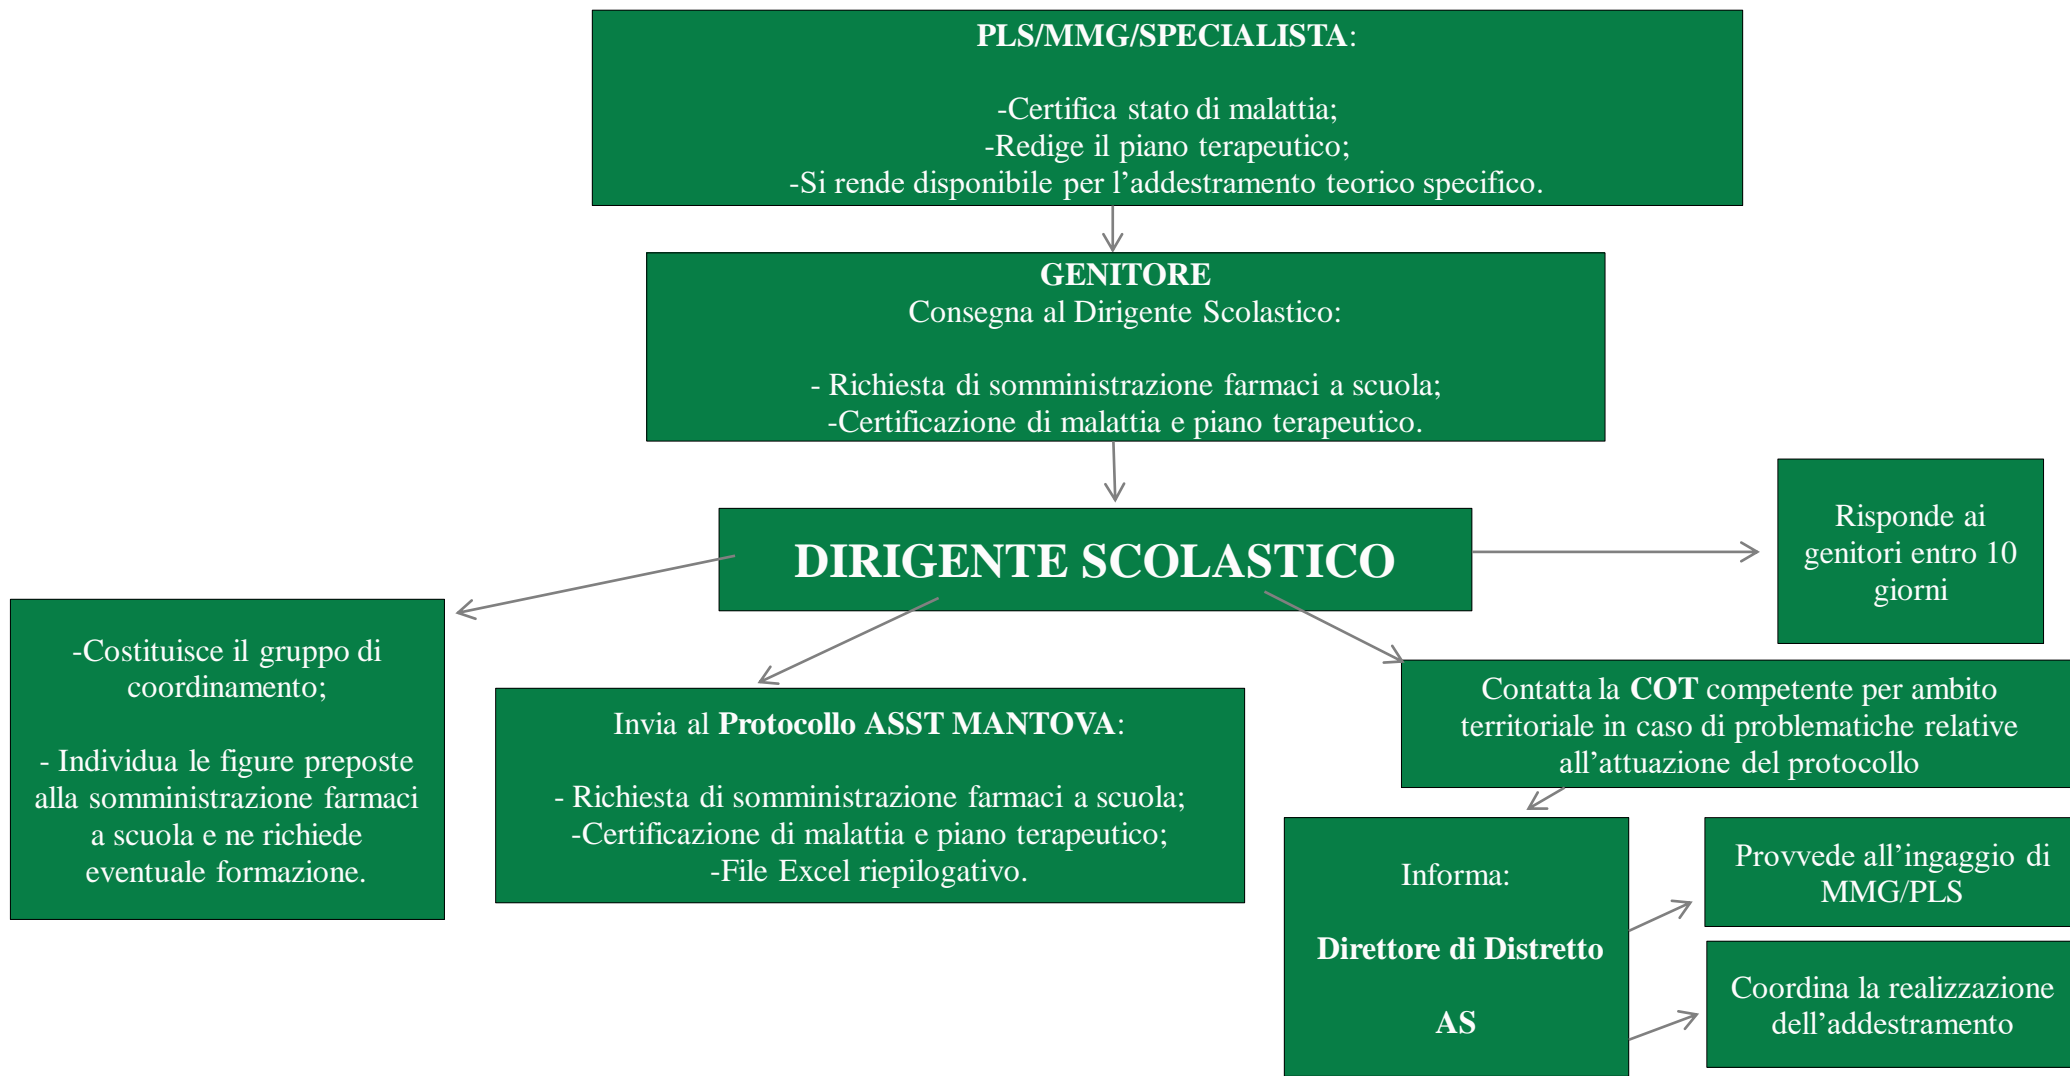 PLS/MMG/SPECIALISTA:
-Certifica stato di malattia;
-Redige il piano terapeutico;
-Si rende disponibile per l’addestramento teorico specifico.
GENITORE
Consegna al Dirigente Scolastico:
- Richiesta di somministrazione farmaci a scuola;
-Certificazione di malattia e piano terapeutico.
DIRIGENTE SCOLASTICO
Risponde ai
genitori entro 10
giorni
-Costituisce il gruppo di
coordinamento;
- Individua le figure preposte
alla somministrazione farmaci
a scuola e ne richiede
eventuale formazione.
Invia al Protocollo ASST MANTOVA:
- Richiesta di somministrazione farmaci a scuola;
-Certificazione di malattia e piano terapeutico;
-File Excel riepilogativo.
Contatta la COT competente per ambito
territoriale in caso di problematiche relative
all’attuazione del protocollo
Informa:
Direttore di Distretto
AS
Provvede all’ingaggio di
MMG/PLS
Coordina la realizzazione
dell’addestramento